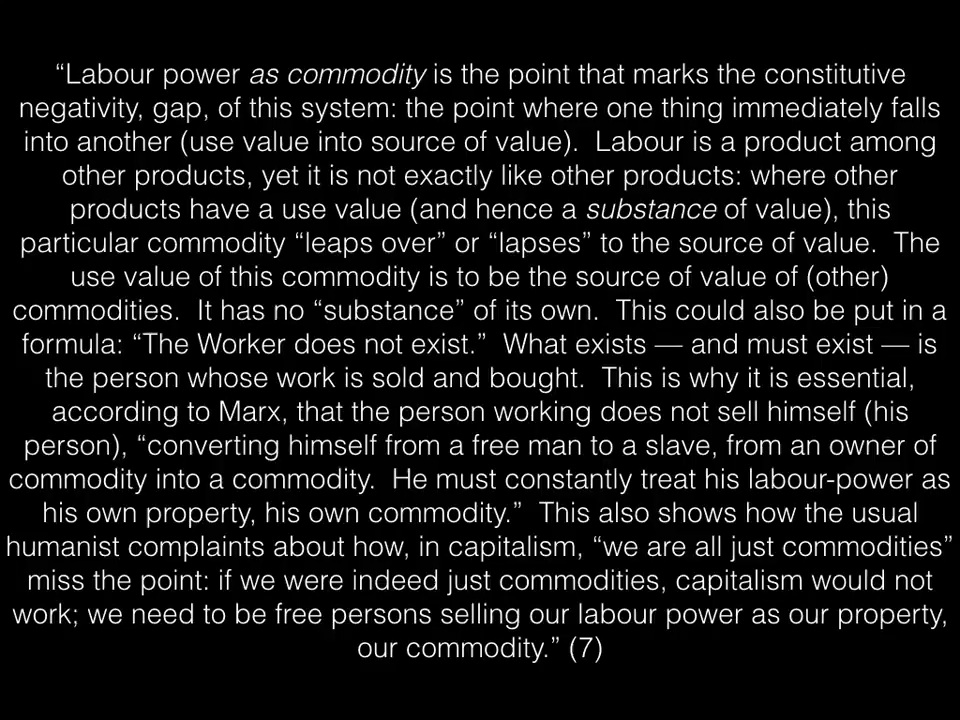 “Labour power as commodity is the point that marks the constitutive
negativity, gap, of this system: the point where one thing immediately falls
into another (use value into source of value).  Labour is a product among
other products, yet it is not exactly like other products: where other
products have a use value (and hence a substance of value), this
particular commodity “leaps over” or “lapses” to the source of value.  The
use value of this commodity is to be the source of value of (other)
commodities.  It has no “substance” of its own.  This could also be put in a
formula: “The Worker does not exist.”  What exists — and must exist — is
the person whose work is sold and bought.  This is why it is essential,
according to Marx, that the person working does not sell himself (his
person), “converting himself from a free man to a slave, from an owner of
commodity into a commodity.  He must constantly treat his labour-power as
his own property, his own commodity.”  This also shows how the usual
humanist complaints about how, in capitalism, “we are all just commodities”
miss the point: if we were indeed just commodities, capitalism would not
work; we need to be free persons selling our labour power as our property,
our commodity.” (7)